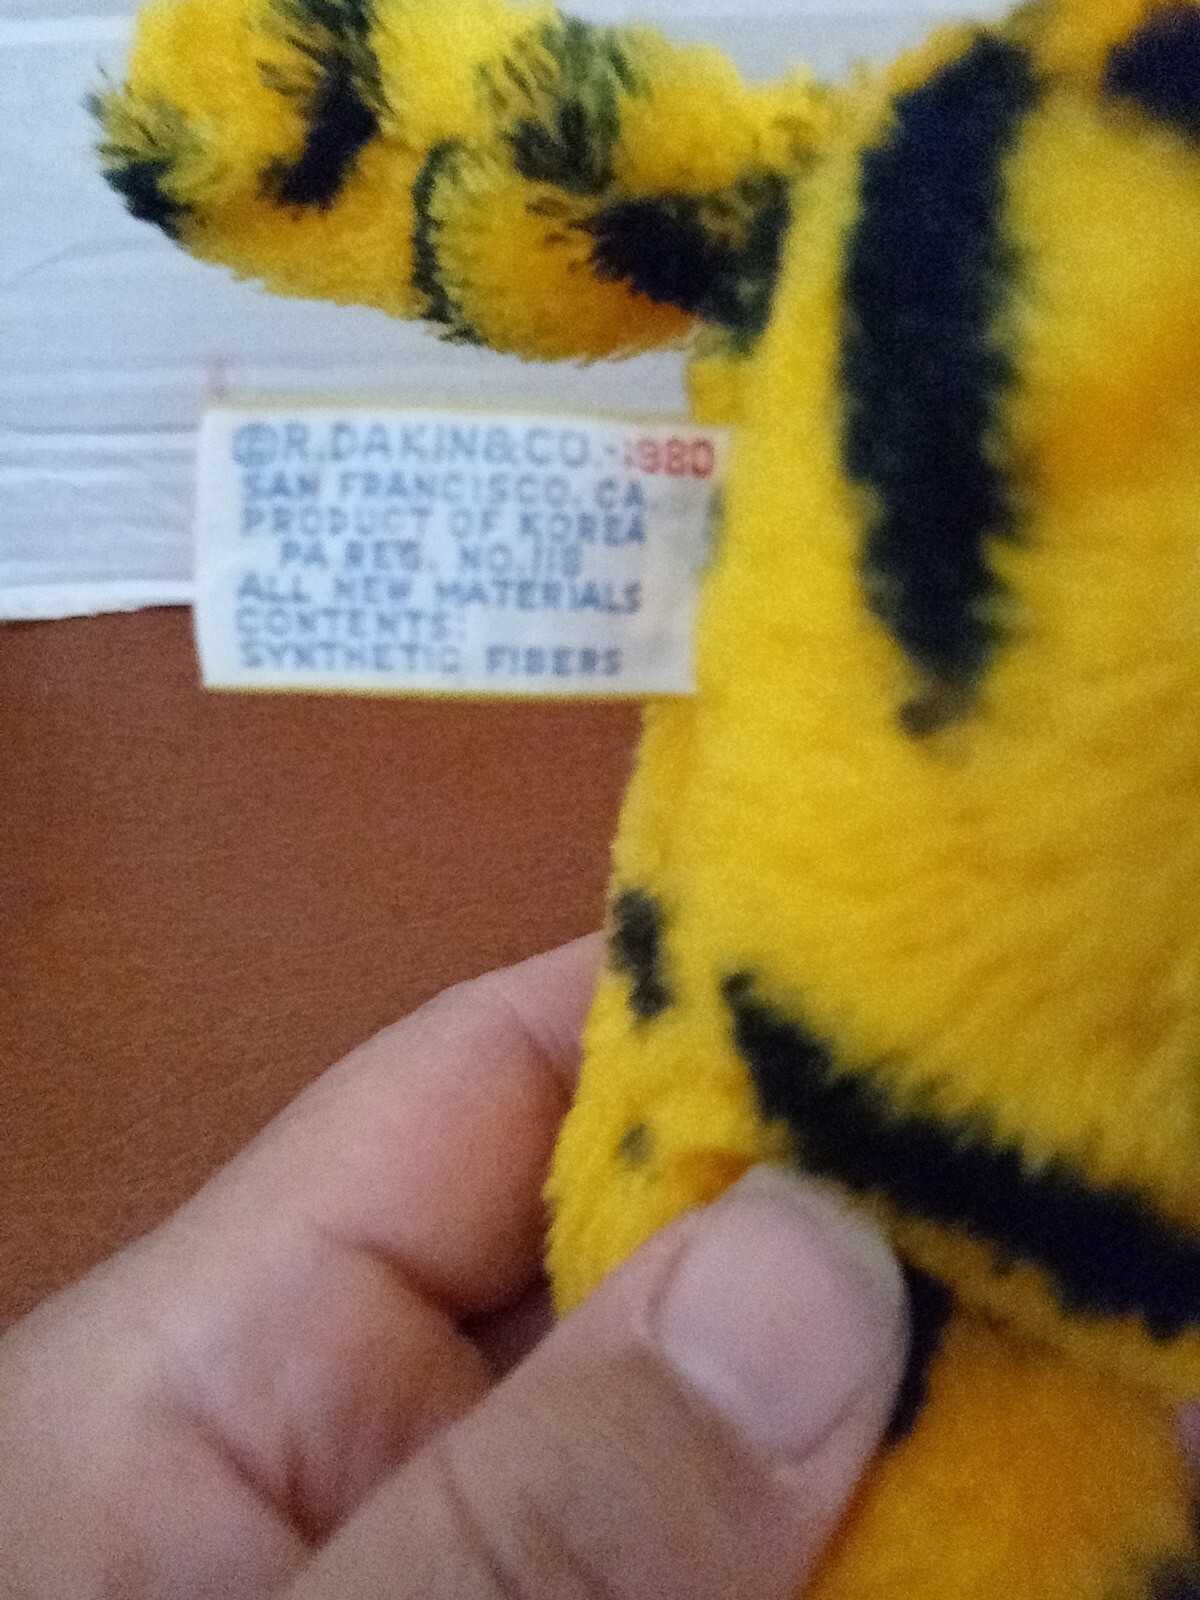 ©R.DAKIN&CO. 1980
SAN FRANCISCO, CA
PRODUCT OF KOREA
PA REG. NO.118
ALL NEW MATERIALS
CONTENTS:
SYNTHETIC FIBERS